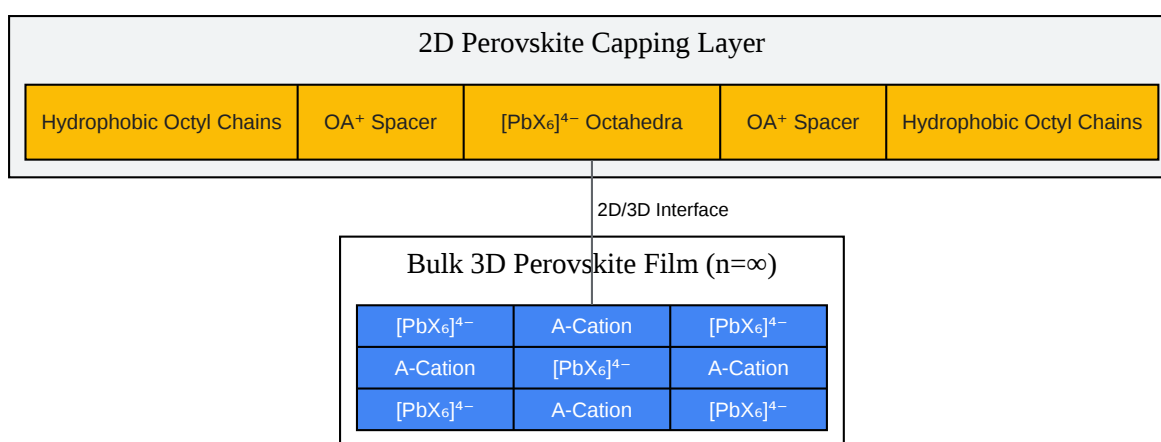 2D Perovskite Capping Layer
Hydrophobic Octyl Chains OA⁺ Spacer [PbX₆]⁴⁻ Octahedra OA⁺ Spacer Hydrophobic Octyl Chains
2D/3D Interface
Bulk 3D Perovskite Film (n=∞)
[PbX₆]⁴⁻ A-Cation [PbX₆]⁴⁻
A-Cation [PbX₆]⁴⁻ A-Cation
[PbX₆]⁴⁻ A-Cation [PbX₆]⁴⁻